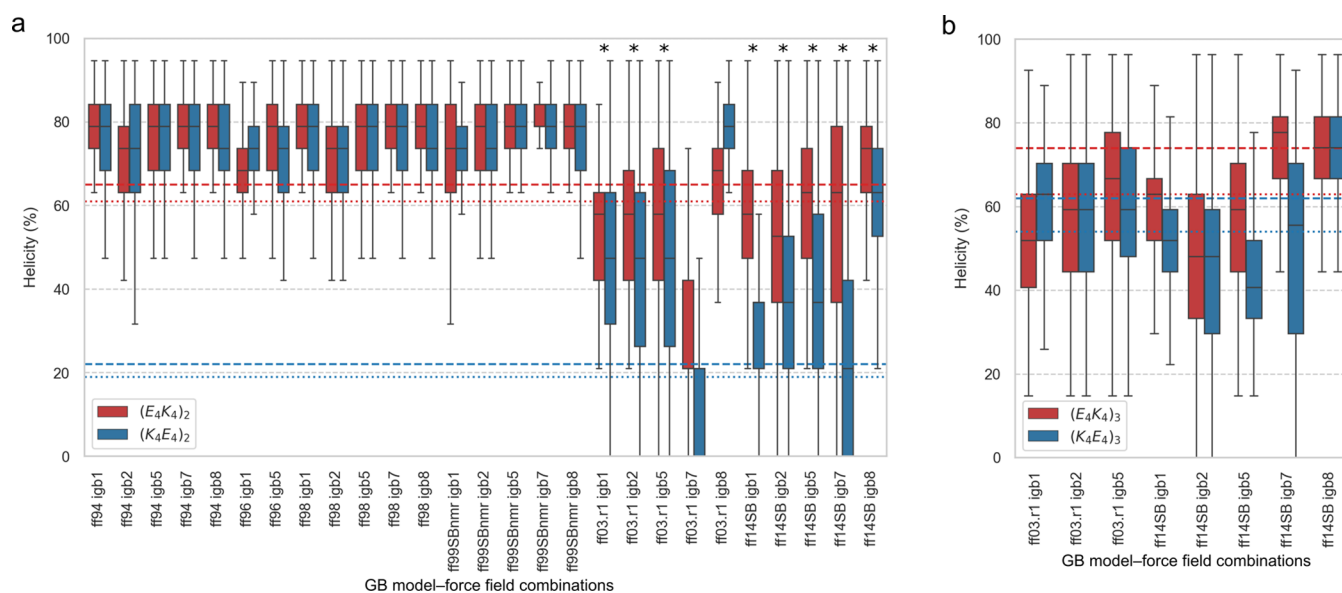 a
b
* * * * * * * *
100
80
60
40
20
0
Helicity (%)
(E₄K₄)₂
(K₄E₄)₂
ff94 igb1
ff94 igb2
ff94 igb5
ff94 igb7
ff94 igb8
ff96 igb1
ff96 igb5
ff98 igb1
ff98 igb2
ff98 igb5
ff98 igb7
ff98 igb8
ff99SBnmr igb1
ff99SBnmr igb2
ff99SBnmr igb5
ff99SBnmr igb7
ff99SBnmr igb8
ff03.r1 igb1
ff03.r1 igb2
ff03.r1 igb5
ff03.r1 igb7
ff03.r1 igb8
ff14SB igb1
ff14SB igb2
ff14SB igb5
ff14SB igb7
ff14SB igb8
GB model–force field combinations
100
80
60
40
20
0
Helicity (%)
(E₄K₄)₃
(K₄E₄)₃
ff03.r1 igb1
ff03.r1 igb2
ff03.r1 igb5
ff14SB igb1
ff14SB igb2
ff14SB igb5
ff14SB igb7
ff14SB igb8
GB model–force field combinations